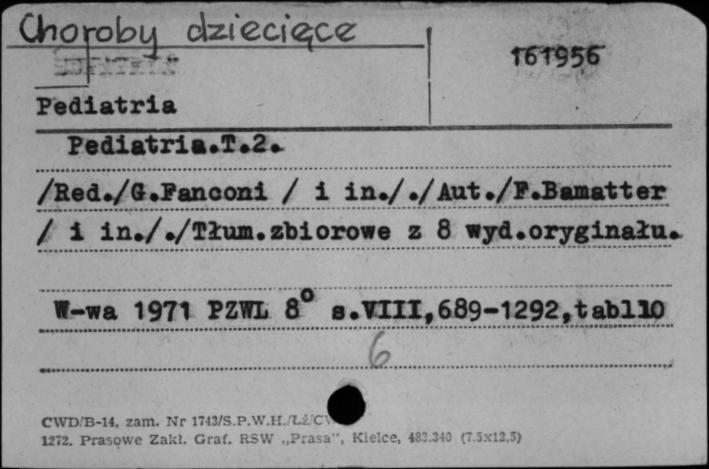 Choroby dziecięce
161956
Pediatria
Pediatria.T.2.
/Red./G.Fanconi / i in././Aut./F.Bamatter
/ i in././Tłum.zbiorowe z 8 wyd.oryginału.
W-wa 1971 PZWL 8° s.VIII,689-1292,tabl10
6
CWD/B-14, zam. Nr 1743/S.P.W.H./Łź/CW
1272. Prasowe Zakł. Graf. RSW „Prasa", Kielce, 483.340 (7.5x12,5)